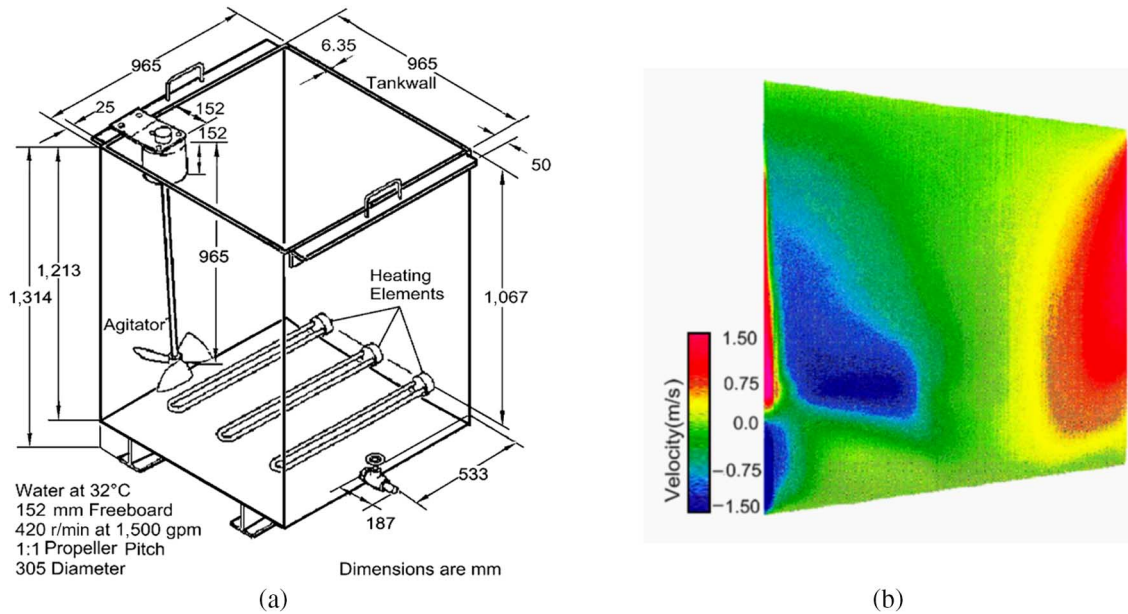 965
6.35
965
Tankwall
25
152
152
50
965
1,213
1,314
1,067
Heating
Elements
Agitator
533
187
Water at 32°C
152 mm Freeboard
420 r/min at 1,500 gpm
1:1 Propeller Pitch
305 Diameter
Dimensions are mm
(a)
Velocity(m/s)
1.50
0.75
0.0
−0.75
−1.50
(b)